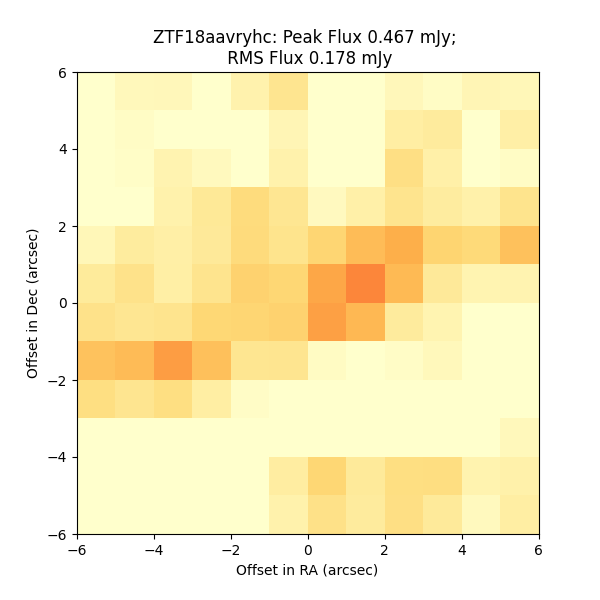 ZTF18aavryhc: Peak Flux 0.467 mJy;
RMS Flux 0.178 mJy
6
4
2
0
−2
−4
−6
Offset in Dec (arcsec)
−6 −4 −2 0 2 4 6
Offset in RA (arcsec)